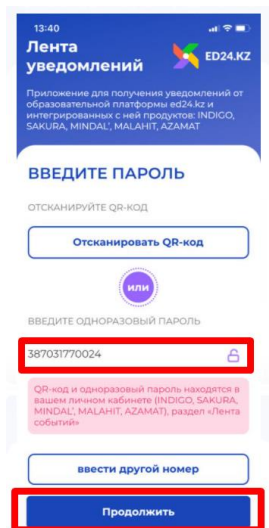 13:40
Лента
уведомлений
ED24.KZ
Приложение для получения уведомлений от
образовательной платформы ed24.kz и
интегрированных с ней продуктов: INDIGO,
SAKURA, MINDAL', MALAHIT, AZAMAT
ВВЕДИТЕ ПАРОЛЬ
ОТСКАНИРУЙТЕ QR-КОД
Отсканировать QR-код
или
ВВЕДИТЕ ОДНОРАЗОВЫЙ ПАРОЛЬ
387031770024
QR-код и одноразовый пароль находятся в
вашем личном кабинете (INDIGO, SAKURA,
MINDAL', MALAHIT, AZAMAT), раздел «Лента
событий»
ввести другой номер
Продолжить